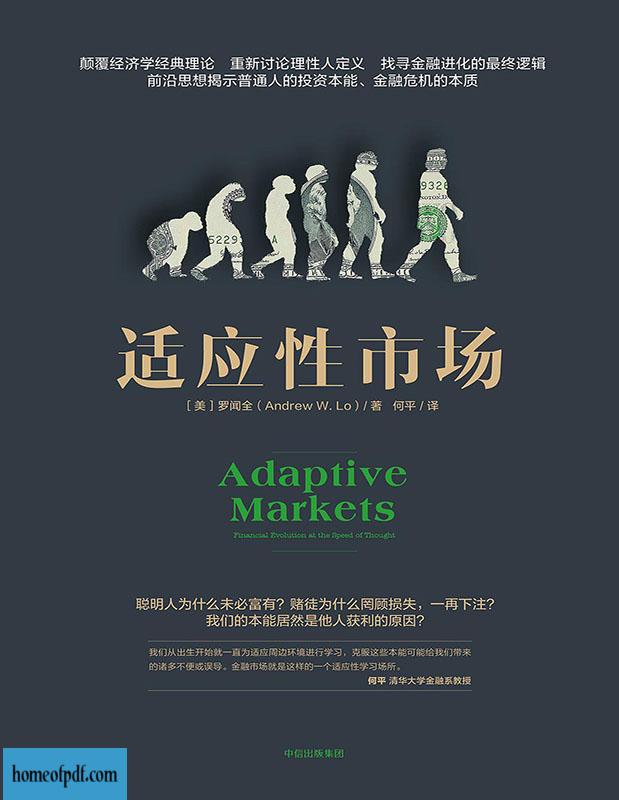 颠覆经济学经典理论 重新讨论理性人定义 找寻金融进化的最终逻辑
前沿思想揭示普通人的投资本能、金融危机的本质
DOL
9320
NGTON,D.
5229
A
适应性市场
［美］罗闻全（Andrew W. Lo）/ 著 何平 / 译
Adaptive
Markets
Financial Evolution at the Speed of Thought
聪明人为什么未必富有？赌徒为什么罔顾损失，一再下注？
我们的本能居然是他人获利的原因？
我们从出生开始就一直为适应周边环境进行学习，克服这些本能可能给我们带来
的诸多不便或误导。金融市场就是这样的一个适应性学习场所。
何平 清华大学金融系教授
中信出版集团
homeofpdf.com